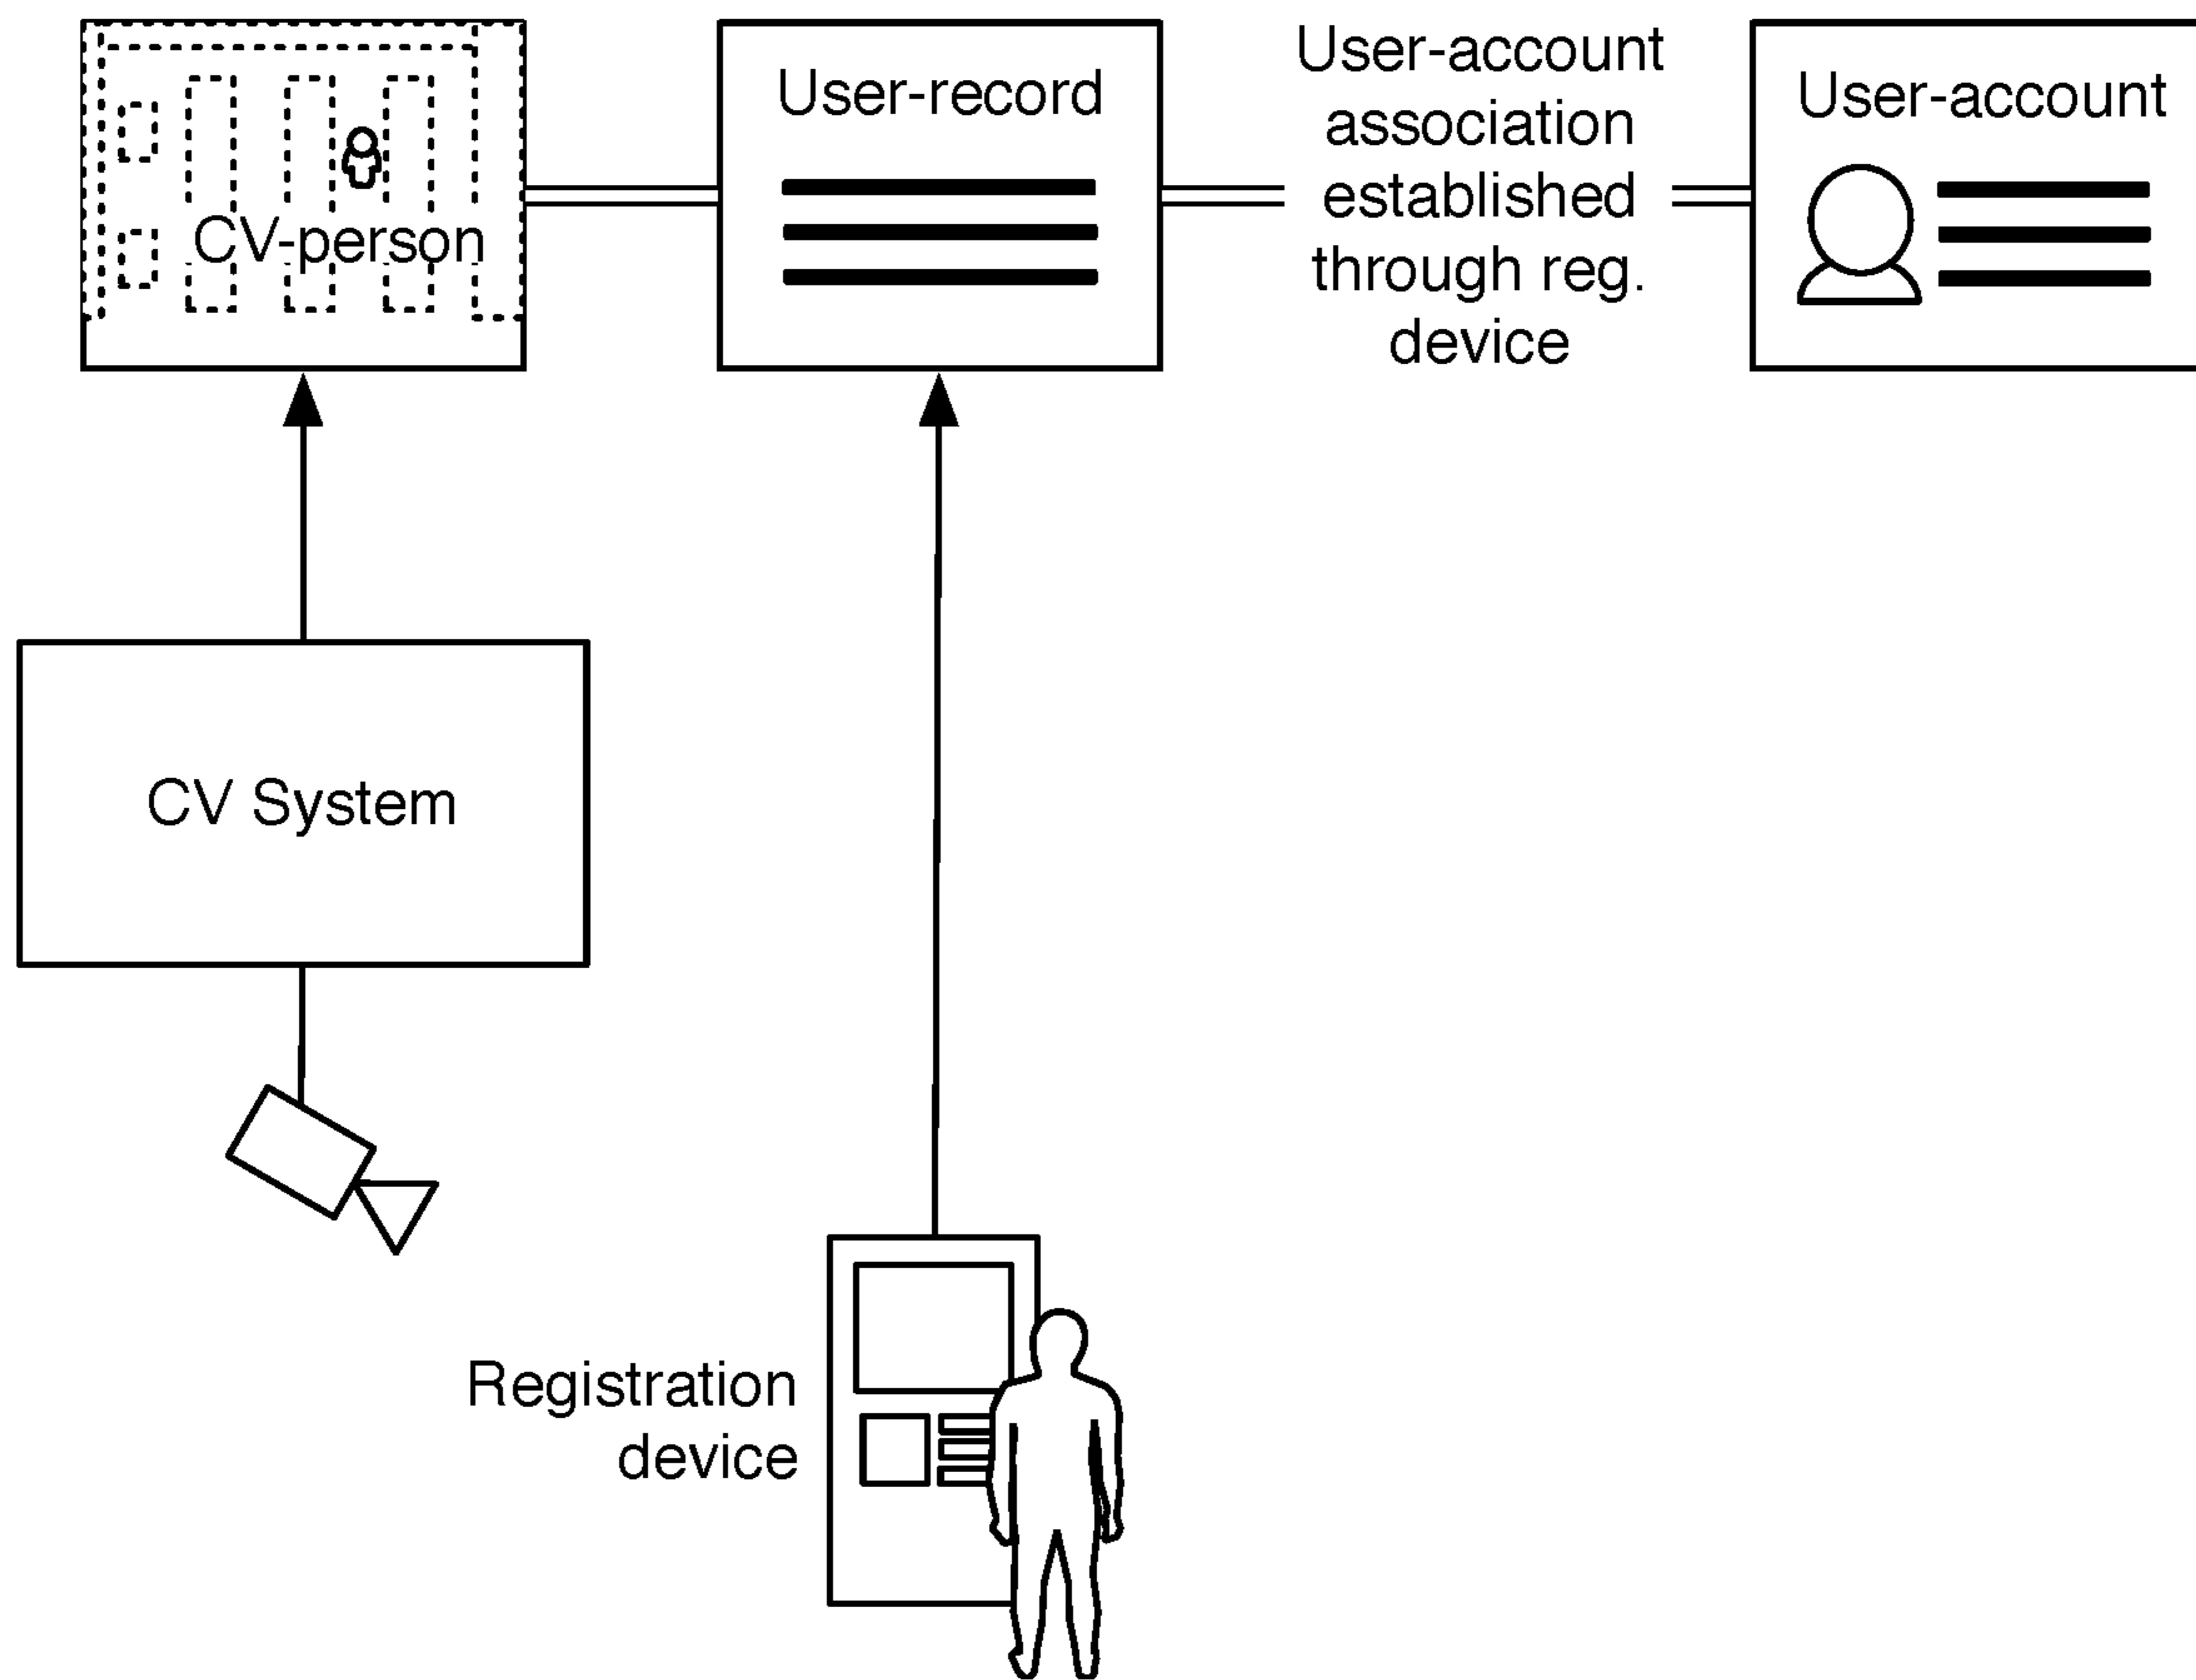 CV-person
User-record
User-account
association
established
through reg.
device
User-account
CV System
Registration
device